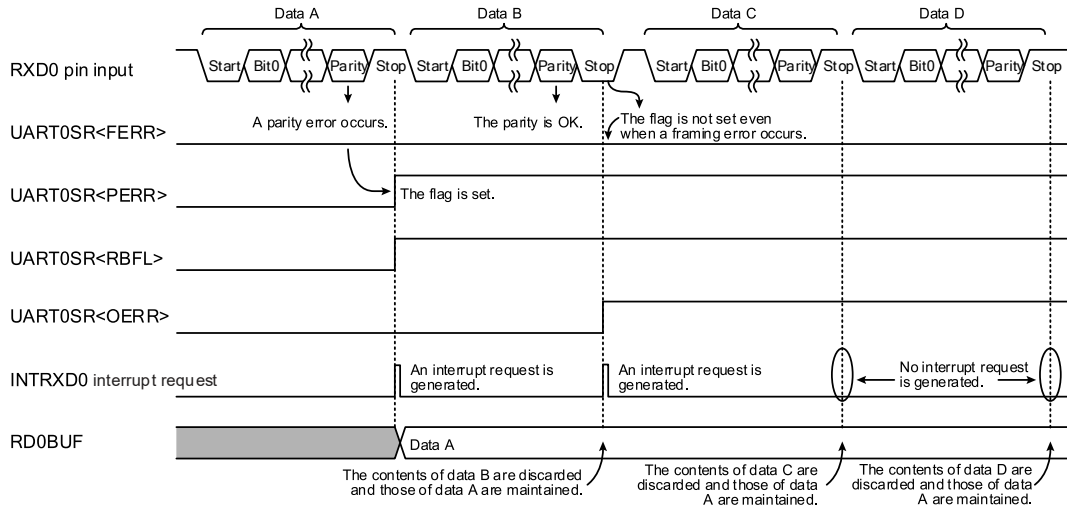 Data A
Data B
Data C
Data D
RXD0 pin input
Start Bit0 Parity Stop Start Bit0 Parity Stop Start Bit0 Parity Stop Start Bit0 Parity Stop
A parity error occurs.
The parity is OK.
The flag is not set even
when a framing error occurs.
UART0SR<FERR>
UART0SR<PERR>
The flag is set.
UART0SR<RBFL>
UART0SR<OERR>
INTRXD0 interrupt request
An interrupt request is
generated.
An interrupt request is
generated.
No interrupt request
is generated.
RD0BUF
Data A
The contents of data B are discarded
and those of data A are maintained.
The contents of data C are
discarded and those of data
A are maintained.
The contents of data D are
discarded and those of data
A are maintained.